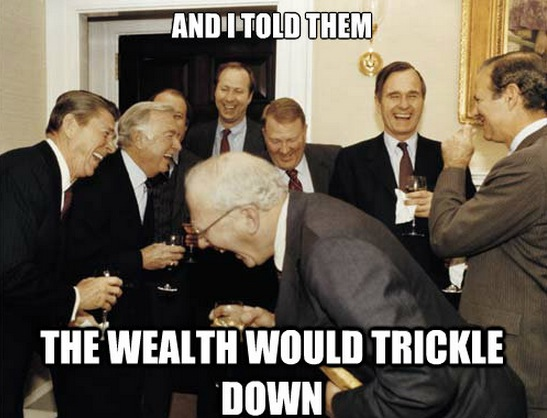 AND I TOLD THEM
THE WEALTH WOULD TRICKLE
DOWN